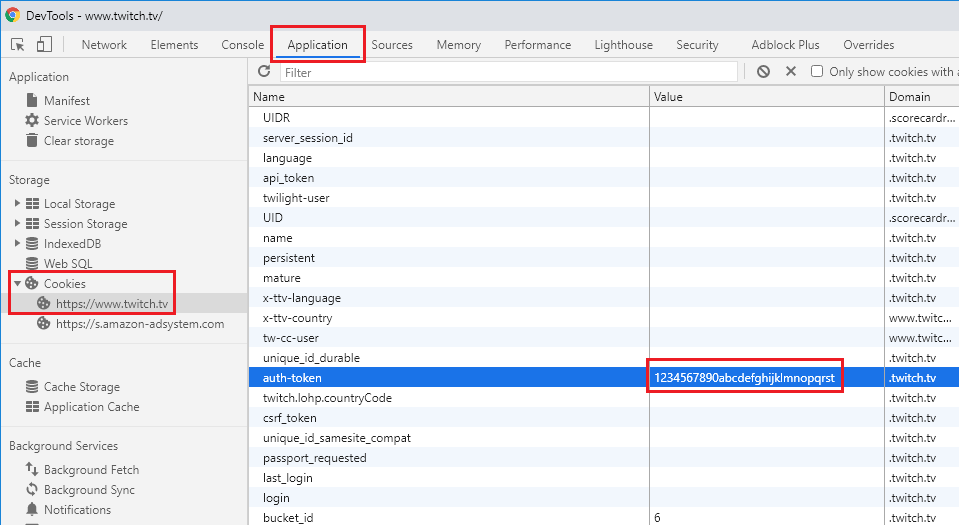 DevTools - www.twitch.tv/
Network Elements Console Application Sources Memory Performance Lighthouse Security Adblock Plus Overrides
Application
Manifest
Service Workers
Clear storage
Storage
Local Storage
Session Storage
IndexedDB
Web SQL
Cookies
https://www.twitch.tv
https://s.amazon-adsystem.com
Cache
Cache Storage
Application Cache
Background Services
Background Fetch
Background Sync
Notifications
Filter Only show cookies with a
Name Value Domain
UIDR .scorecardr...
server_session_id .twitch.tv
language .twitch.tv
api_token .twitch.tv
twilight-user .twitch.tv
UID .scorecardr...
name .twitch.tv
persistent .twitch.tv
mature .twitch.tv
x-ttv-language .twitch.tv
x-ttv-country www.twitc...
tw-cc-user www.twitc...
unique_id_durable .twitch.tv
auth-token 1234567890abcdefghijklmnopqrst .twitch.tv
twitch.lohp.countryCode .twitch.tv
csrf_token .twitch.tv
unique_id_samesite_compat .twitch.tv
passport_requested .twitch.tv
last_login .twitch.tv
login .twitch.tv
bucket_id 6 .twitch.tv